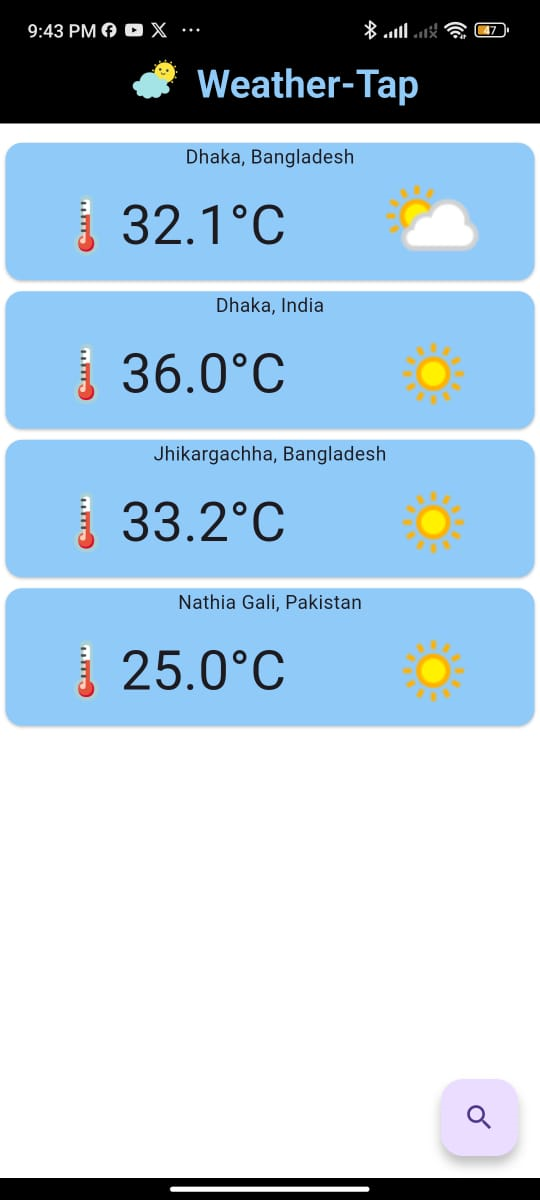 9:43 PM
47
Weather-Tap
Dhaka, Bangladesh
32.1°C
Dhaka, India
36.0°C
Jhikargachha, Bangladesh
33.2°C
Nathia Gali, Pakistan
25.0°C